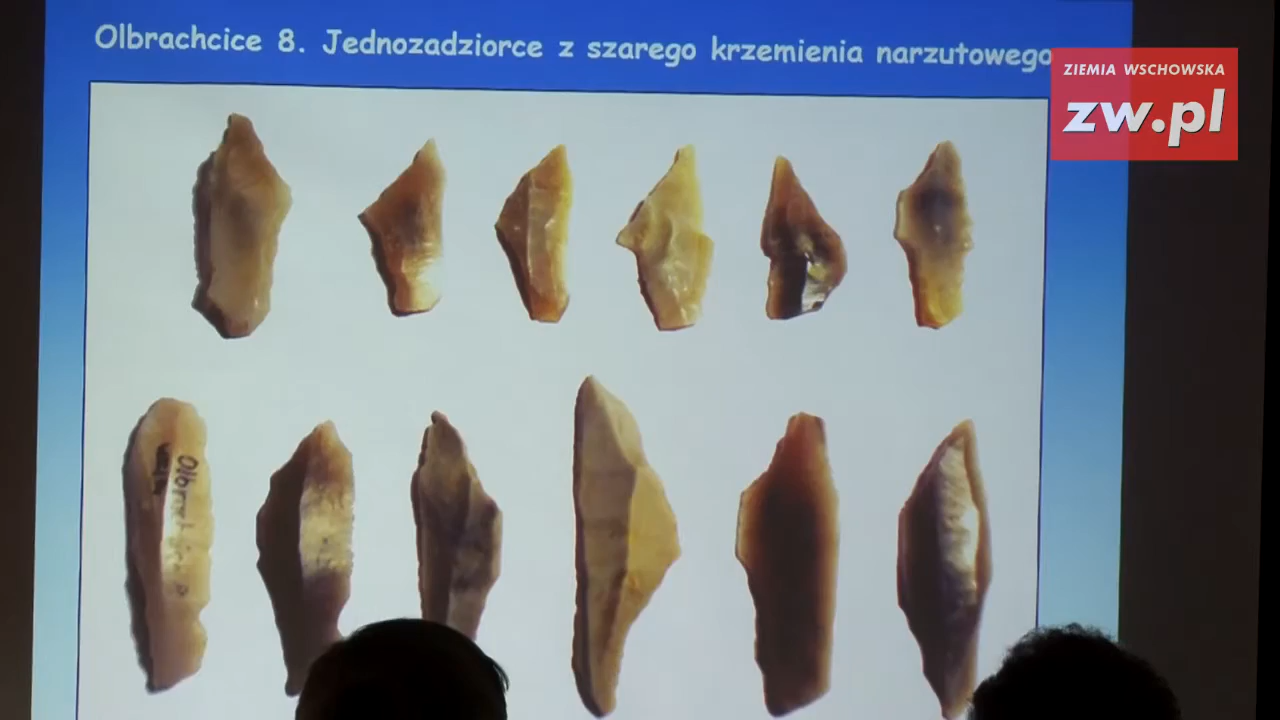 Olbrachcice 8. Jednozadziorce z szarego krzemienia narzutowego
ZIEMIA WSCHOWSKA
zw.pl